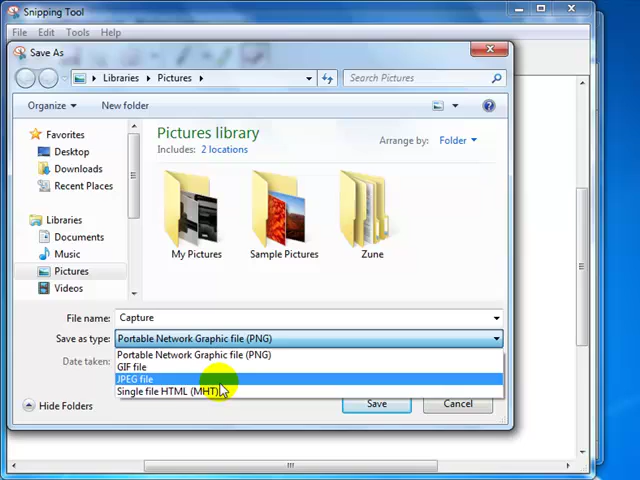 Snipping Tool
File Edit Tools Help
Save As
Libraries Pictures Search Pictures
Organize New folder
Favorites
Desktop
Downloads
Recent Places
Libraries
Documents
Music
Pictures
Videos
Pictures library
Includes: 2 locations
Arrange by: Folder
My Pictures Sample Pictures Zune
File name: Capture
Save as type: Portable Network Graphic file (PNG)
Portable Network Graphic file (PNG)
GIF file
Date taken:
JPEG file
Single file HTML (MHT)
Hide Folders Save Cancel